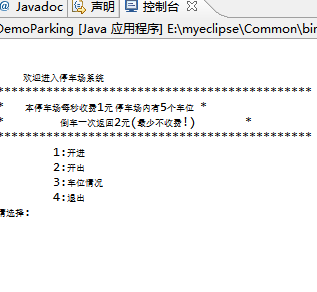 @ Javadoc 声明 控制台
DemoParking [Java 应用程序] E:\myeclipse\Common\bin
欢迎进入停车场系统
*******************************************
* 本停车场每秒收费1元 停车场内有5个车位 *
* 倒车一次返回2元(最少不收费!) *
*******************************************
1:开进
2:开出
3:车位情况
4:退出
请选择: